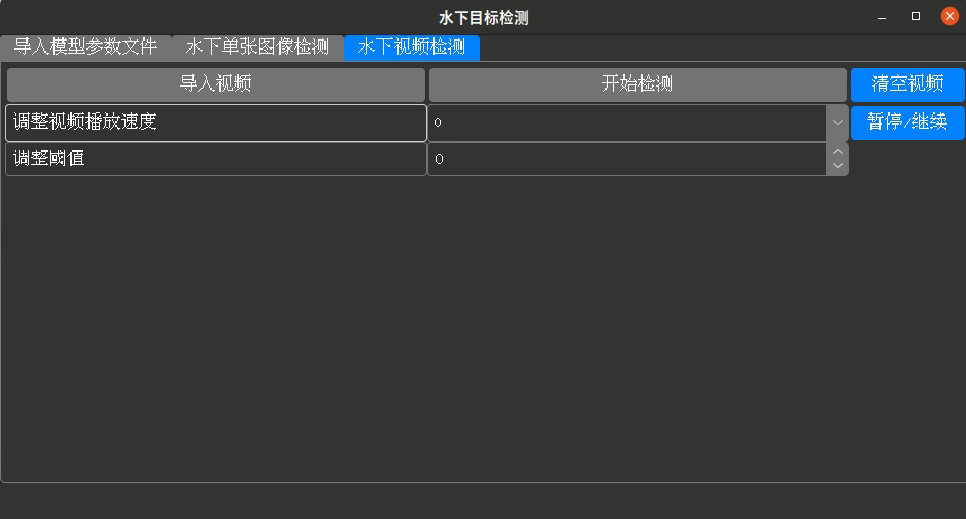 水下目标检测
导入模型参数文件 水下单张图像检测 水下视频检测
导入视频 开始检测 清空视频
调整视频播放速度 0 暂停/继续
调整阈值 0